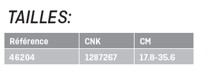 TAILLES:
Référence CNK CM
46204 1287267 17.8-35.6